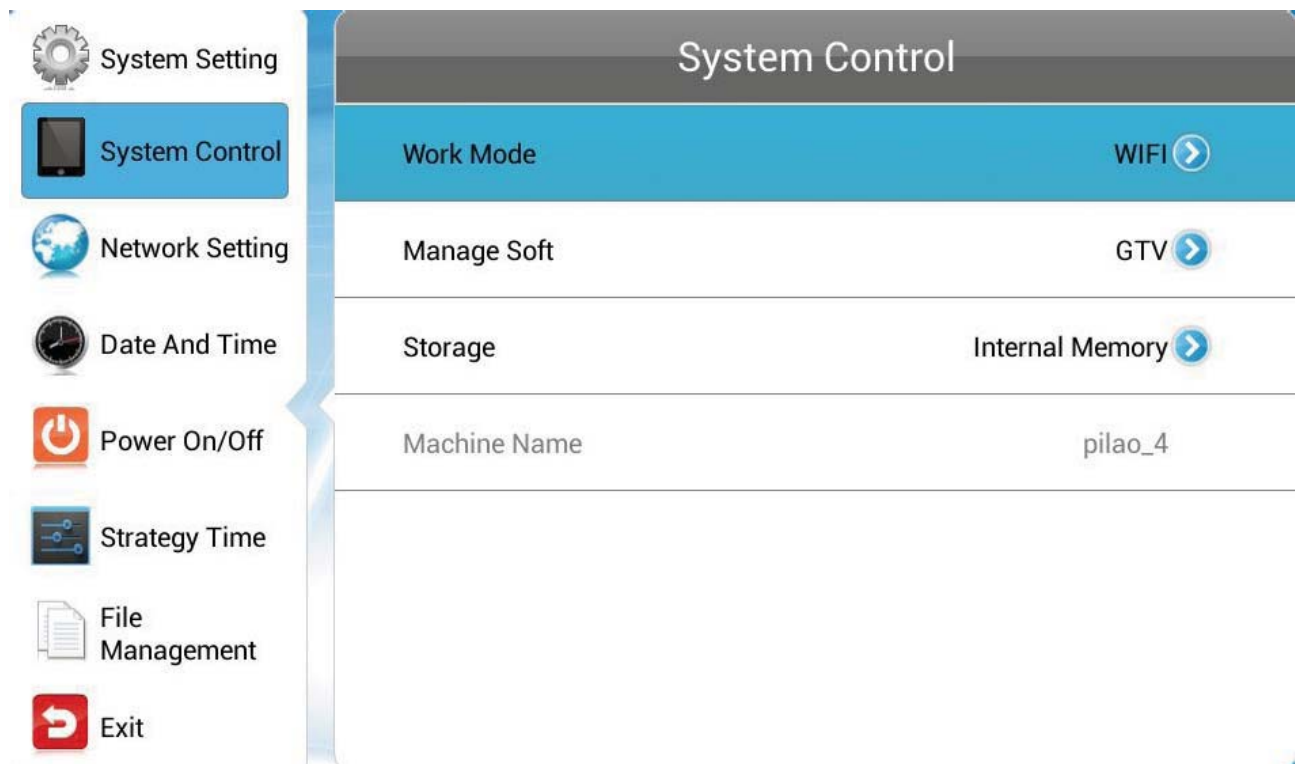 System Setting
System Control
Network Setting
Date And Time
Power On/Off
Strategy Time
File
Management
Exit
System Control
Work Mode WIFI
Manage Soft GTV
Storage Internal Memory
Machine Name pilao_4